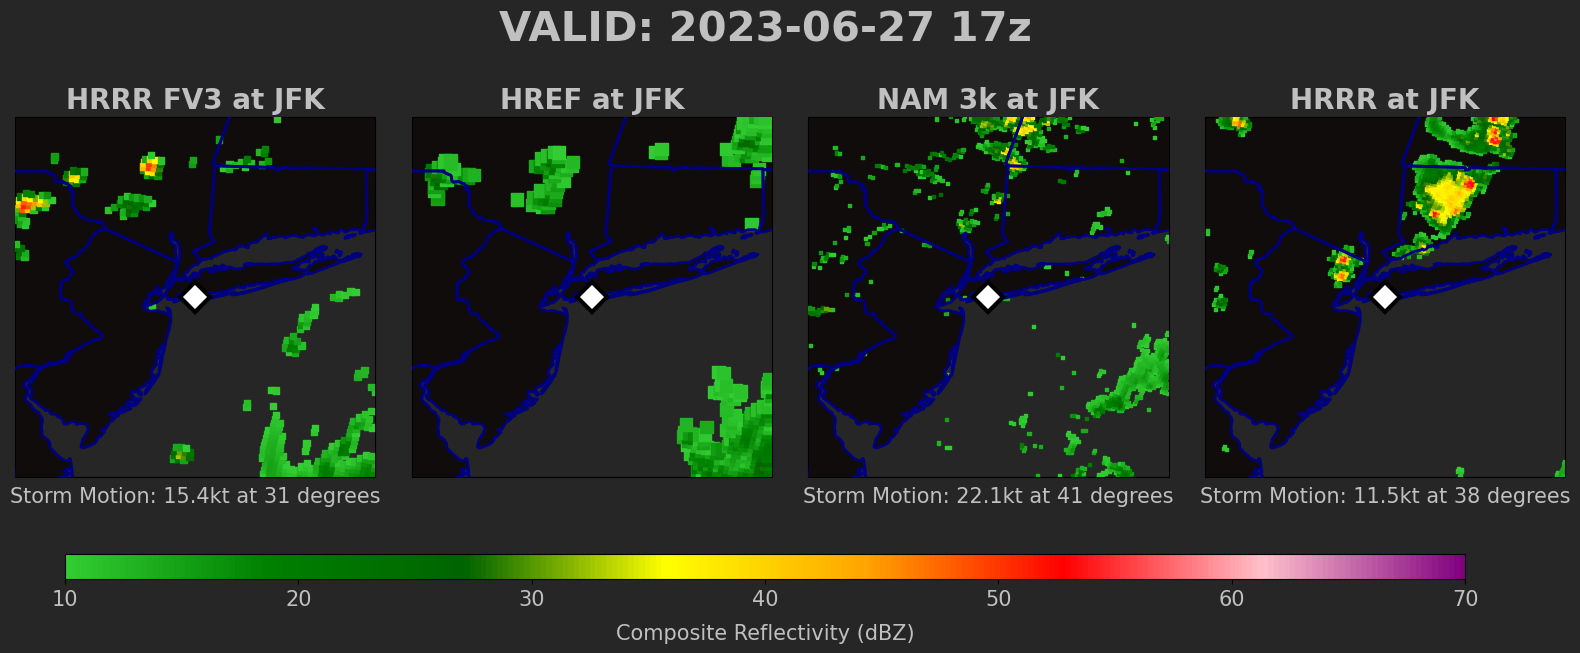 VALID: 2023-06-27 17z
HRRR FV3 at JFK
HREF at JFK
NAM 3k at JFK
HRRR at JFK
Storm Motion: 15.4kt at 31 degrees
Storm Motion: 22.1kt at 41 degrees
Storm Motion: 11.5kt at 38 degrees
10 20 30 40 50 60 70
Composite Reflectivity (dBZ)